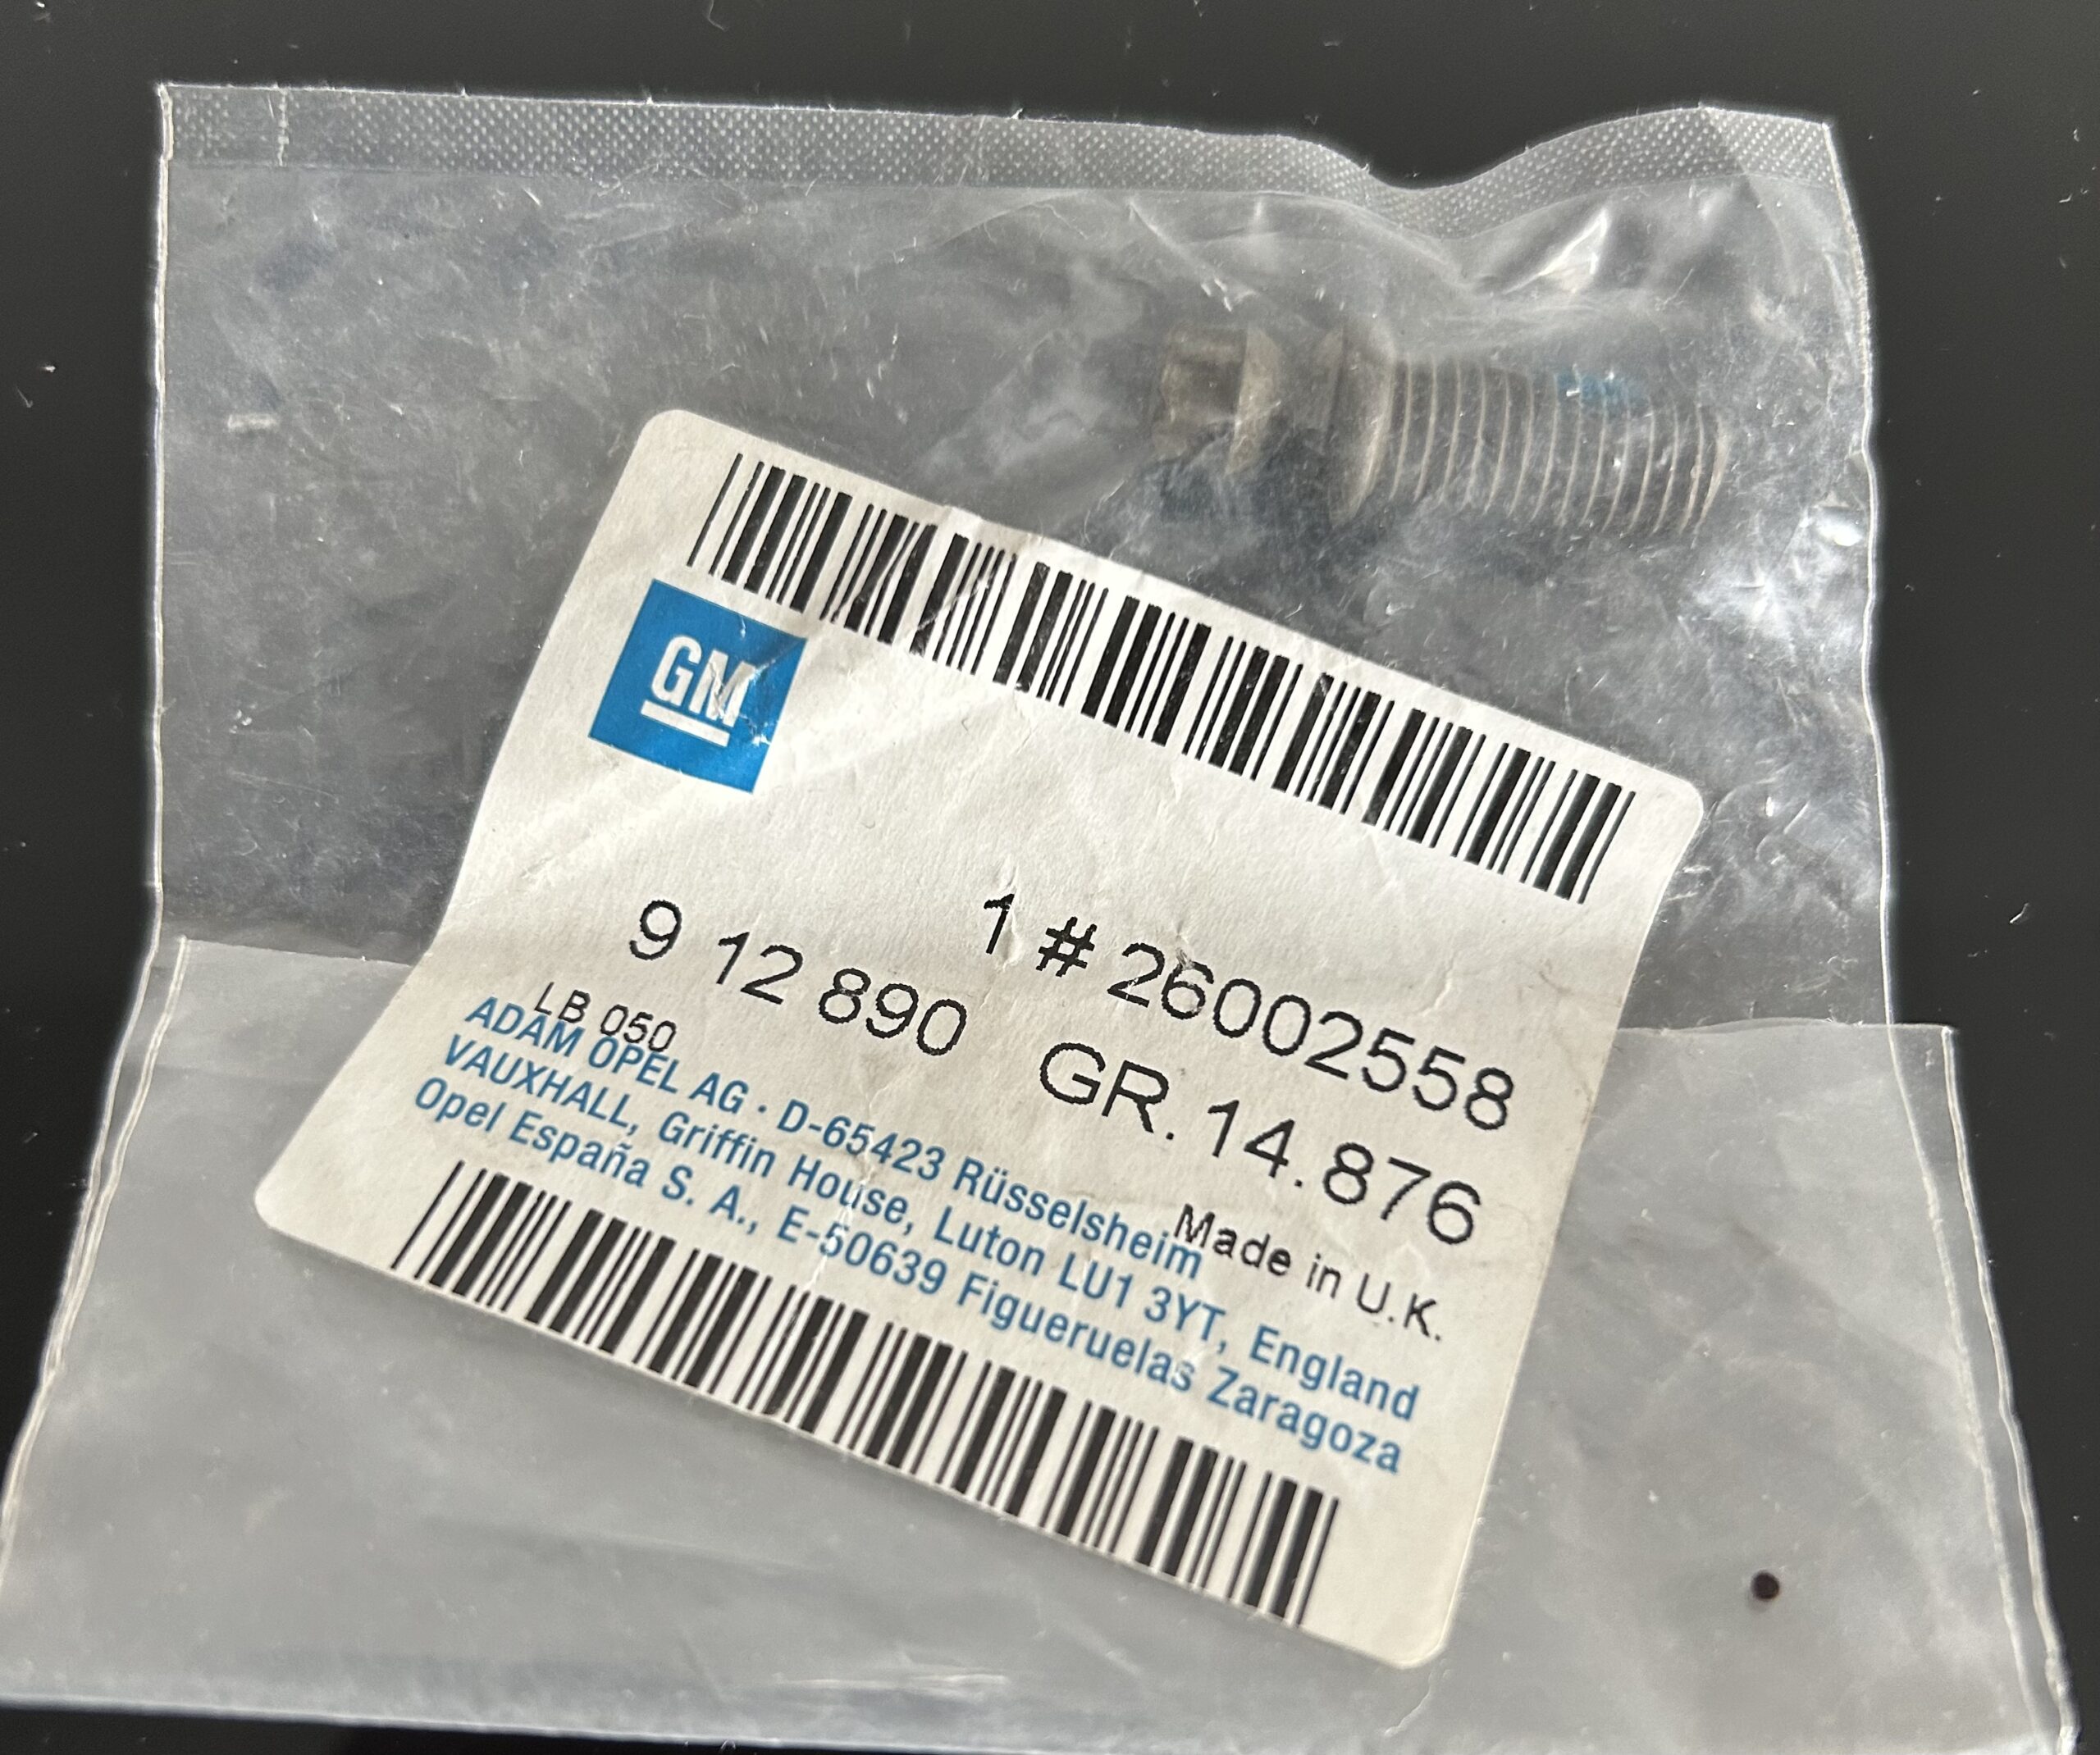 GM
1 # 26002558
9 12 890 GR. 14.876
LB 050 Made in U.K.
ADAM OPEL AG · D-65423 Rüsselsheim
VAUXHALL, Griffin House, Luton LU1 3YT, England
Opel España S. A., E-50639 Figueruelas Zaragoza